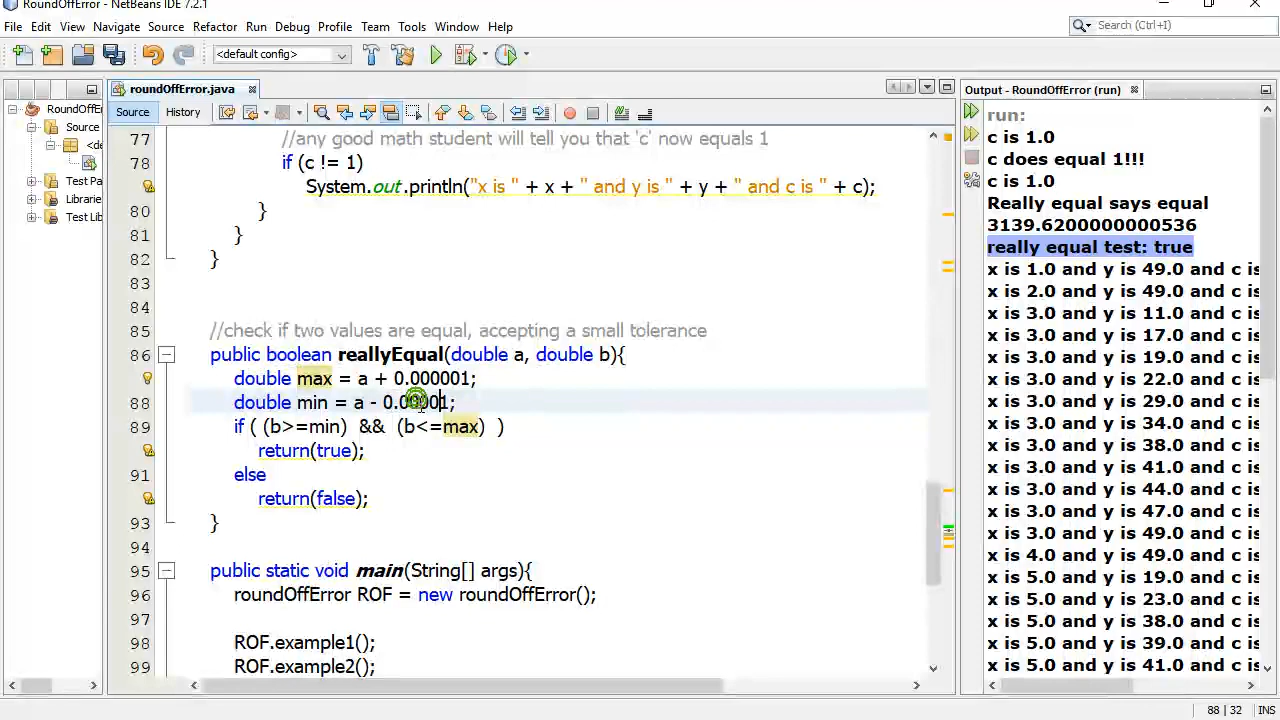 RoundOffError - NetBeans IDE 7.2.1
File Edit View Navigate Source Refactor Run Debug Profile Team Tools Window Help
Search (Ctrl+I)
<default config>
roundOffError.java
Output - RoundOffError (run)
Source History
RoundOffE
Source
<de
Test Pa
Librarie
Test Lib
77 //any good math student will tell you that 'c' now equals 1
78 if (c != 1)
System.out.println("x is " + x + " and y is " + y + " and c is " + c);
80 }
81 }
82 }
83
84
85 //check if two values are equal, accepting a small tolerance
86 public boolean reallyEqual(double a, double b){
double max = a + 0.000001;
88 double min = a - 0.00001;
89 if ( (b>=min) && (b<=max) )
return(true);
91 else
return(false);
93 }
94
95 public static void main(String[] args){
96 roundOffError ROF = new roundOffError();
97
98 ROF.example1();
99 ROF.example2();
run:
c is 1.0
c does equal 1!!!
c is 1.0
Really equal says equal
3139.6200000000536
really equal test: true
x is 1.0 and y is 49.0 and c is
x is 2.0 and y is 49.0 and c is
x is 3.0 and y is 11.0 and c is
x is 3.0 and y is 17.0 and c is
x is 3.0 and y is 19.0 and c is
x is 3.0 and y is 22.0 and c is
x is 3.0 and y is 23.0 and c is
x is 3.0 and y is 34.0 and c is
x is 3.0 and y is 38.0 and c is
x is 3.0 and y is 41.0 and c is
x is 3.0 and y is 44.0 and c is
x is 3.0 and y is 47.0 and c is
x is 3.0 and y is 49.0 and c is
x is 4.0 and y is 49.0 and c is
x is 5.0 and y is 19.0 and c is
x is 5.0 and y is 23.0 and c is
x is 5.0 and y is 38.0 and c is
x is 5.0 and y is 39.0 and c is
x is 5.0 and y is 41.0 and c is
88 | 32 INS